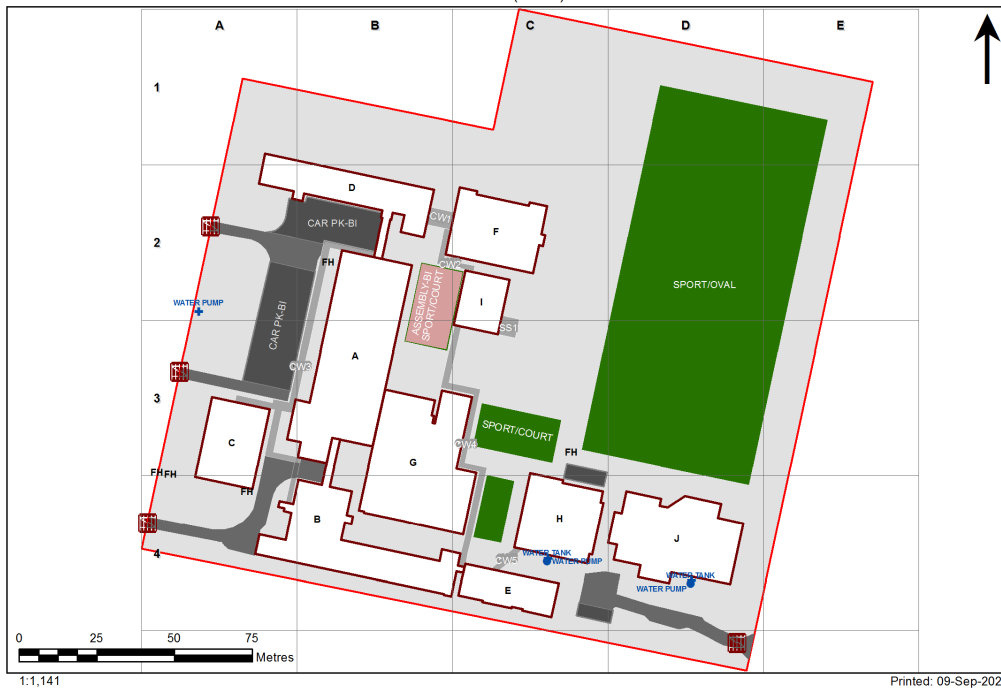 A B C D E
1
D
CAR PK-BI
CW1
F
2
FH
CW2
SPORT/OVAL
WATER PUMP
ASSEMBLY-BI
SPORT/COURT
I
CAR PK-BI
SS1
A
CW3
3
C
G
CW4
SPORT/COURT
FH
FH
FH
FH
B
H
J
4
WATER TANK
WATER PUMP
CW5
WATER TANK
WATER PUMP
E
0 25 50 75
Metres
1:1,141
Printed: 09-Sep-202